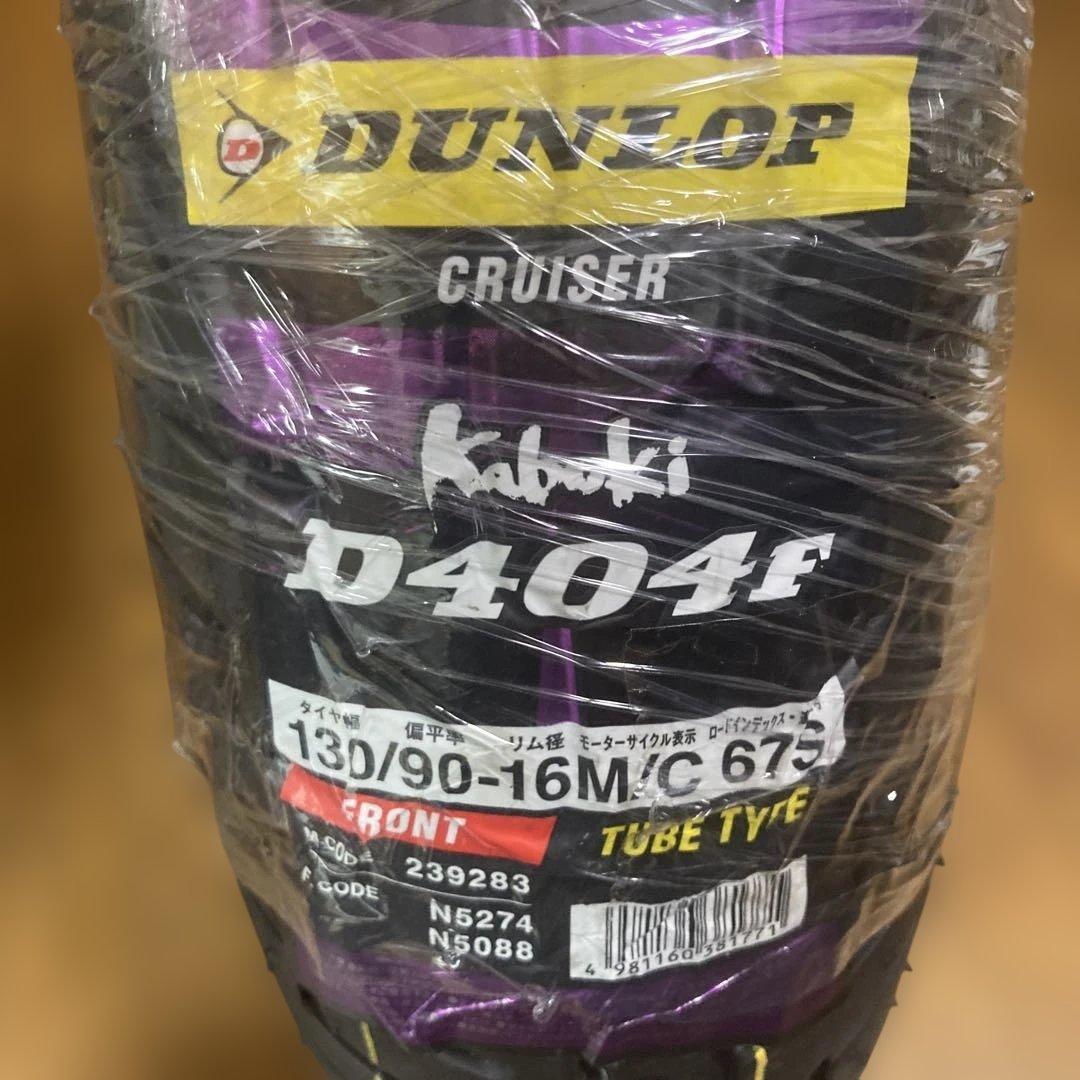 D DUNLOP
CRUISER
Kabuki
D404F
タイヤ幅 偏平率 リム径 モーターサイクル表示 ロードインデックス・
130/90-16M/C 67S
FRONT
TUBE TYPE
M-CODE 239283
F.CODE N5274
N5088
4 981160 381771